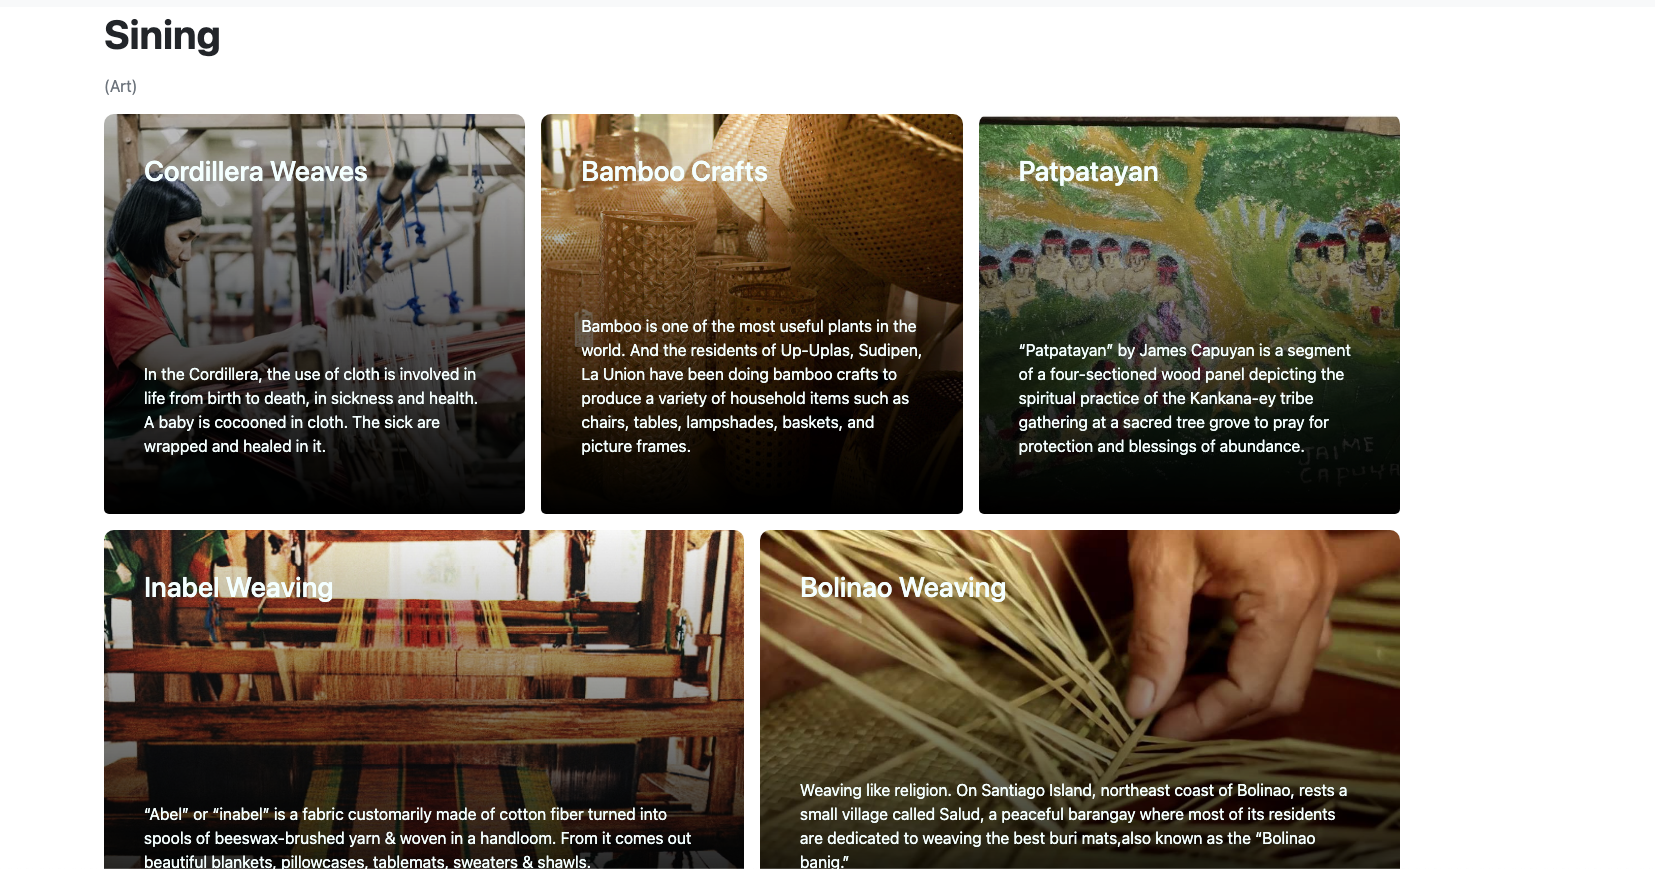 Sining
(Art)
Cordillera Weaves
In the Cordillera, the use of cloth is involved in
life from birth to death, in sickness and health.
A baby is cocooned in cloth. The sick are
wrapped and healed in it.
Bamboo Crafts
Bamboo is one of the most useful plants in the
world. And the residents of Up-Uplas, Sudipen,
La Union have been doing bamboo crafts to
produce a variety of household items such as
chairs, tables, lampshades, baskets, and
picture frames.
Patpatayan
“Patpatayan” by James Capuyan is a segment
of a four-sectioned wood panel depicting the
spiritual practice of the Kankana-ey tribe
gathering at a sacred tree grove to pray for
protection and blessings of abundance.
JAIME
CAPUYA
Inabel Weaving
“Abel” or “inabel” is a fabric customarily made of cotton fiber turned into
spools of beeswax-brushed yarn & woven in a handloom. From it comes out
beautiful blankets, pillowcases, tablemats, sweaters & shawls.
Bolinao Weaving
Weaving like religion. On Santiago Island, northeast coast of Bolinao, rests a
small village called Salud, a peaceful barangay where most of its residents
are dedicated to weaving the best buri mats,also known as the “Bolinao
banig.”